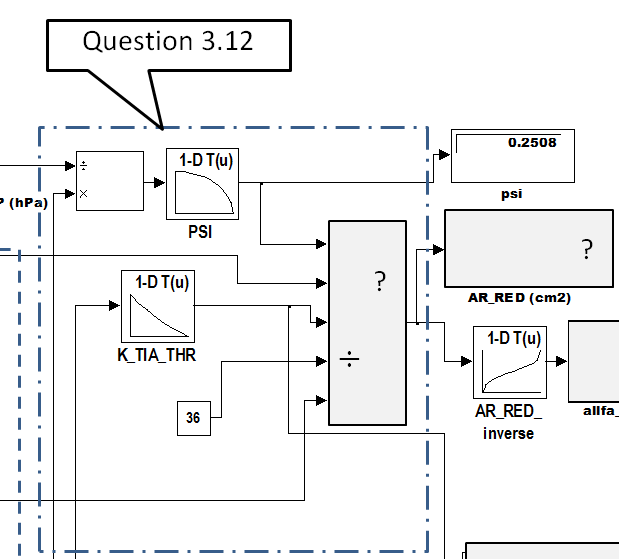 Question 3.12
÷
×
1-D T(u)
PSI
0.2508
psi
P (hPa)
?
?
÷
AR_RED (cm2)
1-D T(u)
K_TIA_THR
36
1-D T(u)
AR_RED_
inverse
allfa_